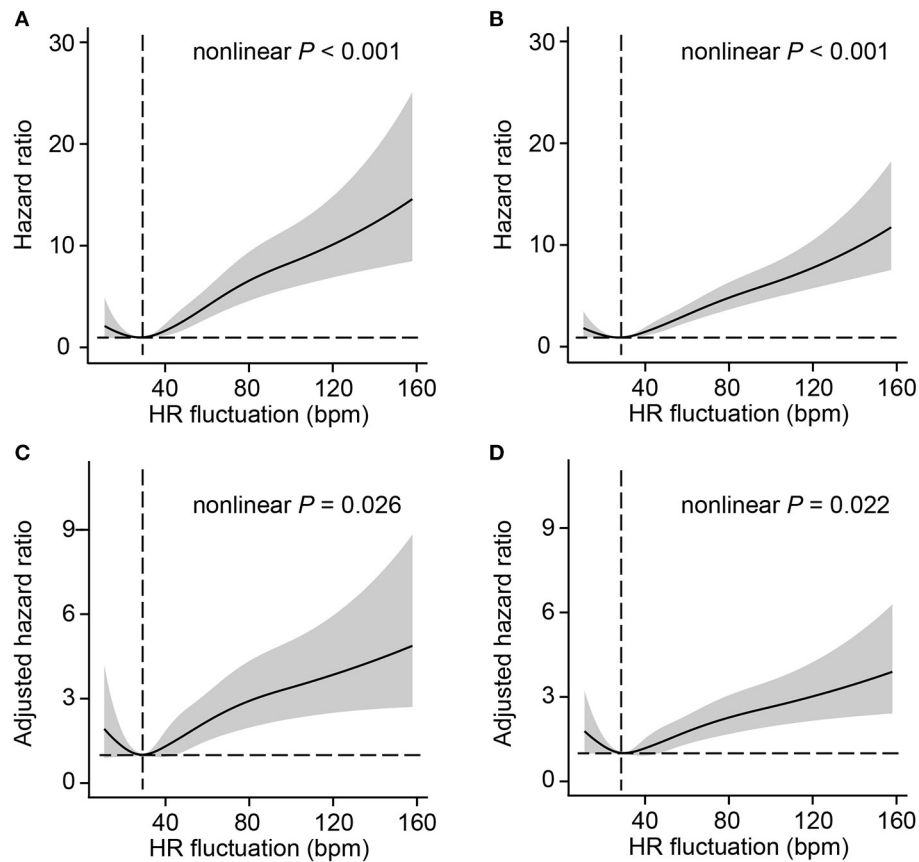 A
nonlinear P < 0.001
30
20
10
0
Hazard ratio
40
80
120
160
HR fluctuation (bpm)
B
nonlinear P < 0.001
30
20
10
0
Hazard ratio
40
80
120
160
HR fluctuation (bpm)
C
nonlinear P = 0.026
9
6
3
0
Adjusted hazard ratio
40
80
120
160
HR fluctuation (bpm)
D
nonlinear P = 0.022
9
6
3
0
Adjusted hazard ratio
40
80
120
160
HR fluctuation (bpm)